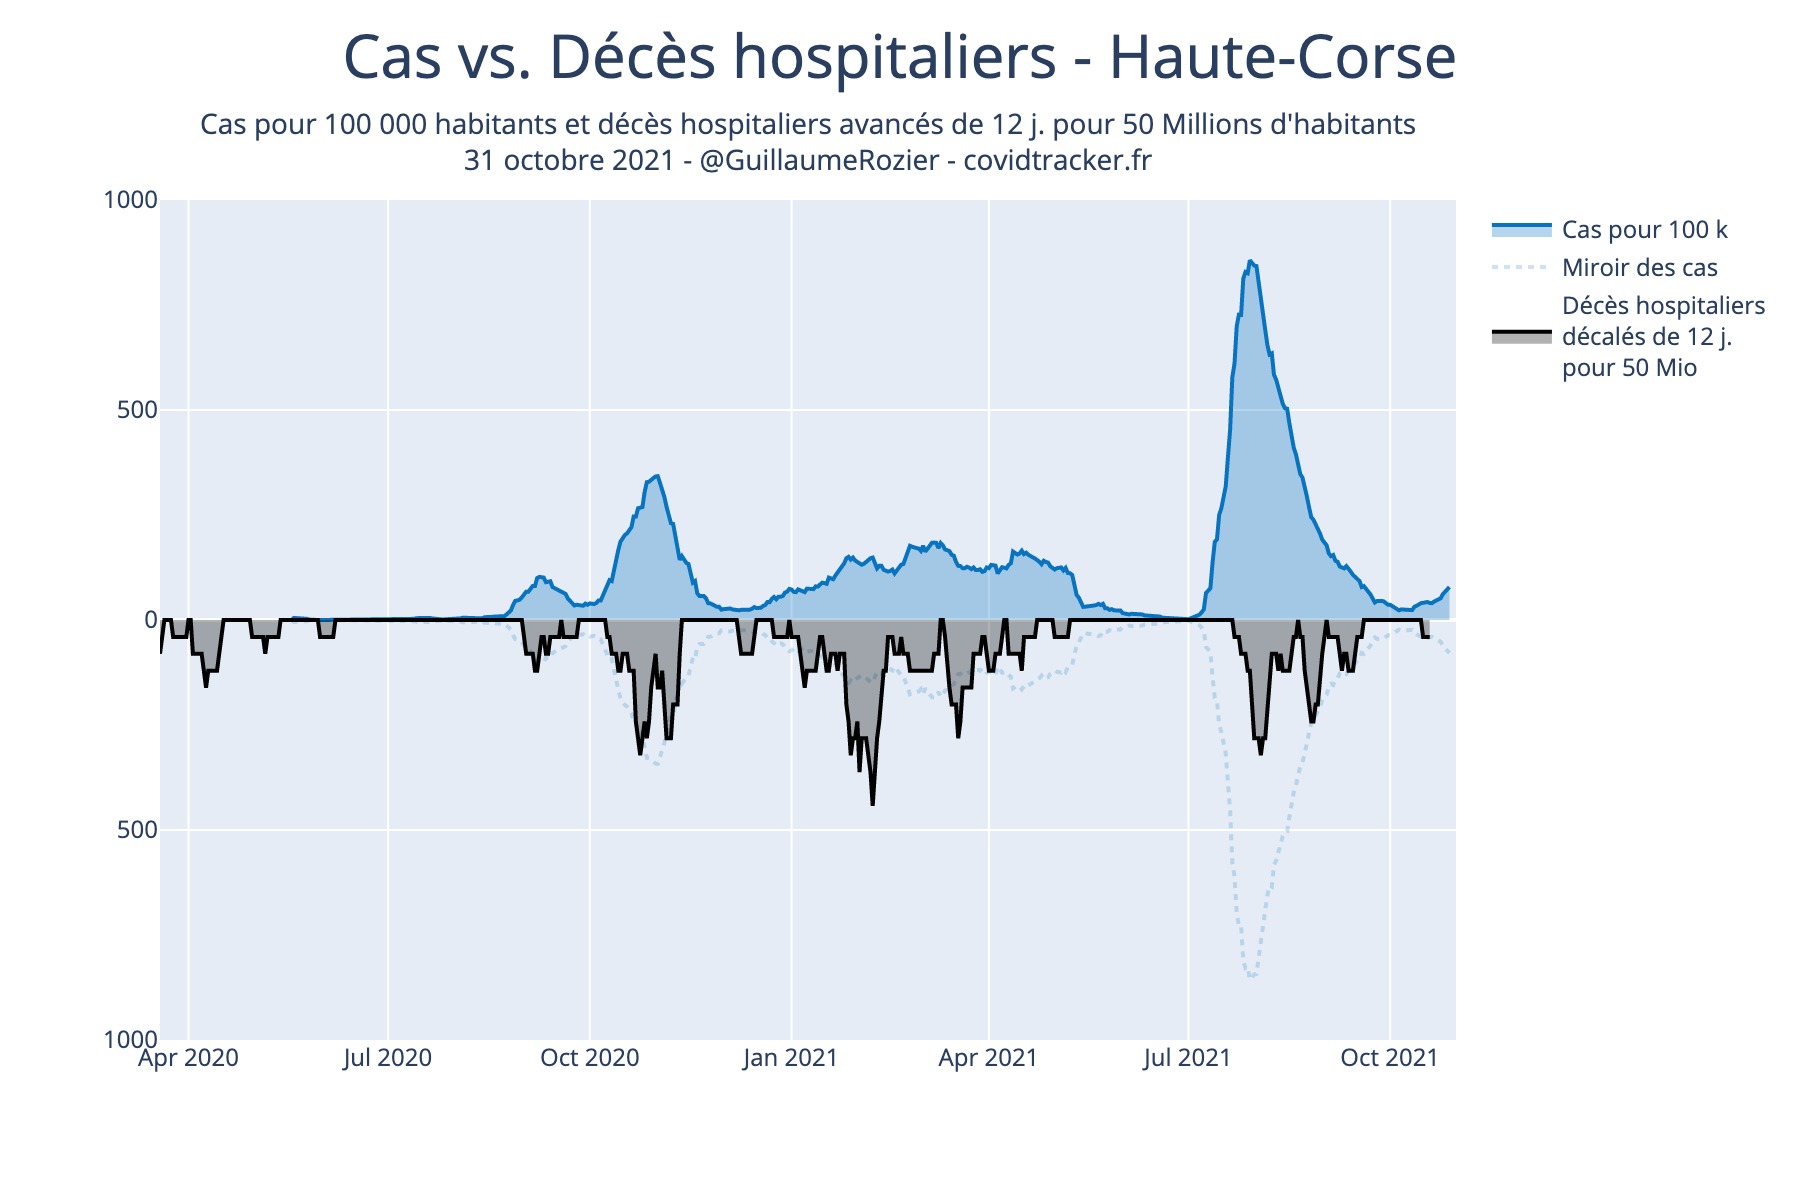 Cas vs. Décès hospitaliers - Haute-Corse
Cas pour 100 000 habitants et décès hospitaliers avancés de 12 j. pour 50 Millions d'habitants
31 octobre 2021 - @GuillaumeRozier - covidtracker.fr
1000
500
0
500
1000
Apr 2020
Jul 2020
Oct 2020
Jan 2021
Apr 2021
Jul 2021
Oct 2021
Cas pour 100 k
Miroir des cas
Décès hospitaliers
décalés de 12 j.
pour 50 Mio